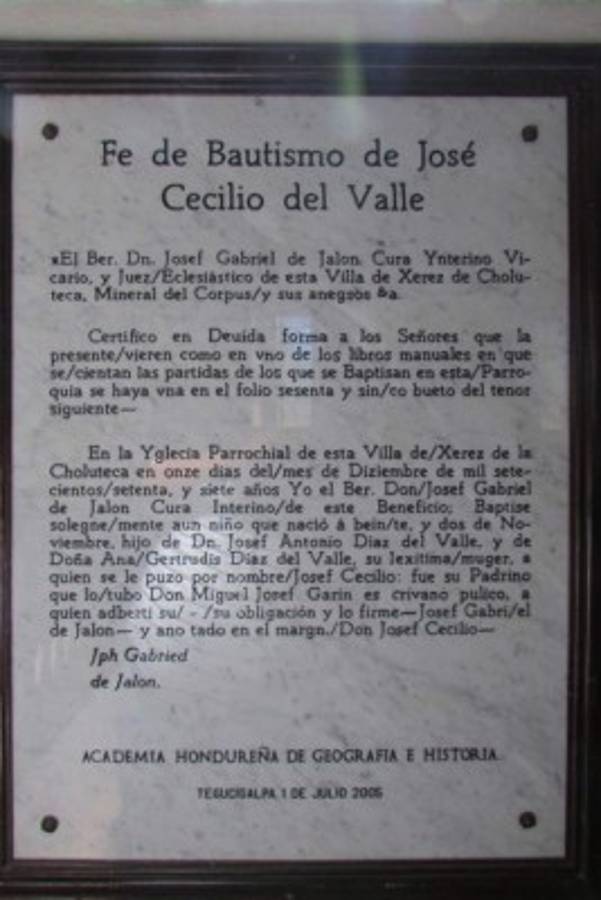 Fe de Bautismo de José
Cecilio del Valle
«El Ber. Dn. Josef Gabriel de Jalon Cura Ynterino Vi-
cario, y Juez/Eclesiástico de esta Villa de Xerez de Cholu-
teca, Mineral del Corpus/y sus anegsos &a.
Certifico en Deuida forma a los Señores que la
presente/vieren como en vno de los libros manuales en que
se/cientan las partidas de los que se Baptisan en esta/Parro-
quia se haya vna en el folio sesenta y sin/co bueto del tenor
siguiente—
En la Yglecia Parrochial de esta Villa de/Xerez de la
Choluteca en onze dias del/mes de Diziembre de mil sete-
cientos/setenta, y siete años Yo el Ber. Don/Josef Gabriel
de Jalon Cura Interino/de este Beneficio; Baptise
solegne/mente aun niño que nació á bein/te, y dos de No-
viembre, hijo de Dn. Josef Antonio Diaz del Valle, y de
Doña Ana/Gertrudis Diaz del Valle, su lexitima/muger, a
quien se le puzo por nombre/Josef Cecilio: fue su Padrino
que lo/tubo Don Miguel Josef Garin es crivano pulico, a
quien adberti su/ - /su obligación y lo firme—Josef Gabri/el
de Jalon— y ano tado en el margn./Don Josef Cecilio—
Jph Gabried
de Jalon.
ACADEMIA HONDUREÑA DE GEOGRAFIA E HISTORIA
TEGUCIGALPA 1 DE JULIO 2005